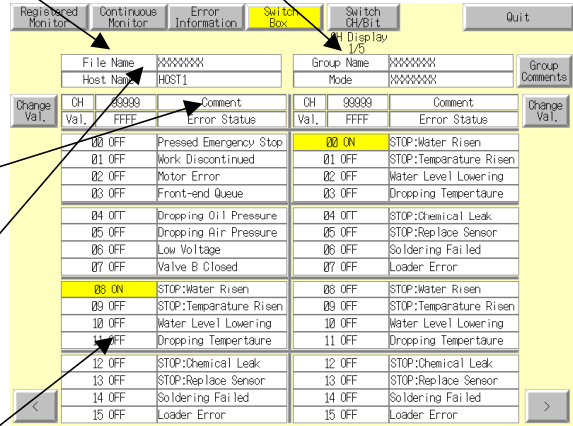 Registered Monitor
Continuous Monitor
Error Information
Switch Box
Switch CH/Bit
Quit
CH Display
1/5
File Name XXXXXXXX
Group Name XXXXXXXX
Host Name HOST1
Mode XXXXXXXX
Group Comments
Change Val.
CH 99999 Comment
CH 99999 Comment
Change Val.
Val. FFFF Error Status
Val. FFFF Error Status
00 OFF Pressed Emergency Stop
00 ON STOP:Water Risen
01 OFF Work Discontinued
01 OFF STOP:Temparature Risen
02 OFF Motor Error
02 OFF Water Level Lowering
03 OFF Front-end Queue
03 OFF Dropping Tempertaure
04 OFF Dropping Oil Pressure
04 OFF STOP:Chemical Leak
05 OFF Dropping Air Pressure
05 OFF STOP:Replace Sensor
06 OFF Low Voltage
06 OFF Soldering Failed
07 OFF Valve B Closed
07 OFF Loader Error
08 ON STOP:Water Risen
08 OFF STOP:Water Risen
09 OFF STOP:Temparature Risen
09 OFF STOP:Temparature Risen
10 OFF Water Level Lowering
10 OFF Water Level Lowering
11 OFF Dropping Tempertaure
11 OFF Dropping Tempertaure
12 OFF STOP:Chemical Leak
12 OFF STOP:Chemical Leak
13 OFF STOP:Replace Sensor
13 OFF STOP:Replace Sensor
14 OFF Soldering Failed
14 OFF Soldering Failed
15 OFF Loader Error
15 OFF Loader Error
<
>